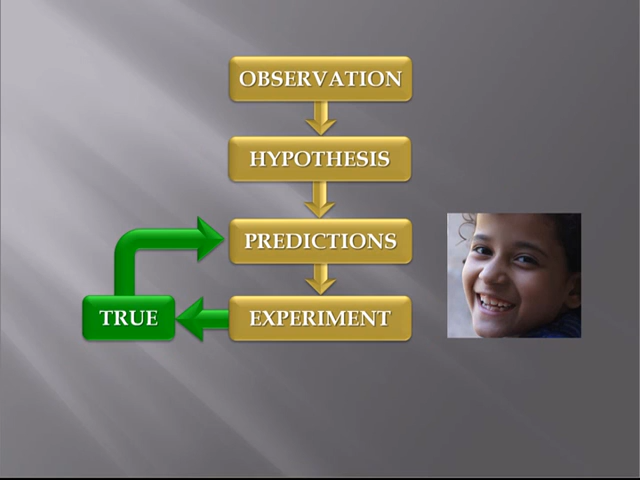 OBSERVATION
HYPOTHESIS
PREDICTIONS
TRUE
EXPERIMENT